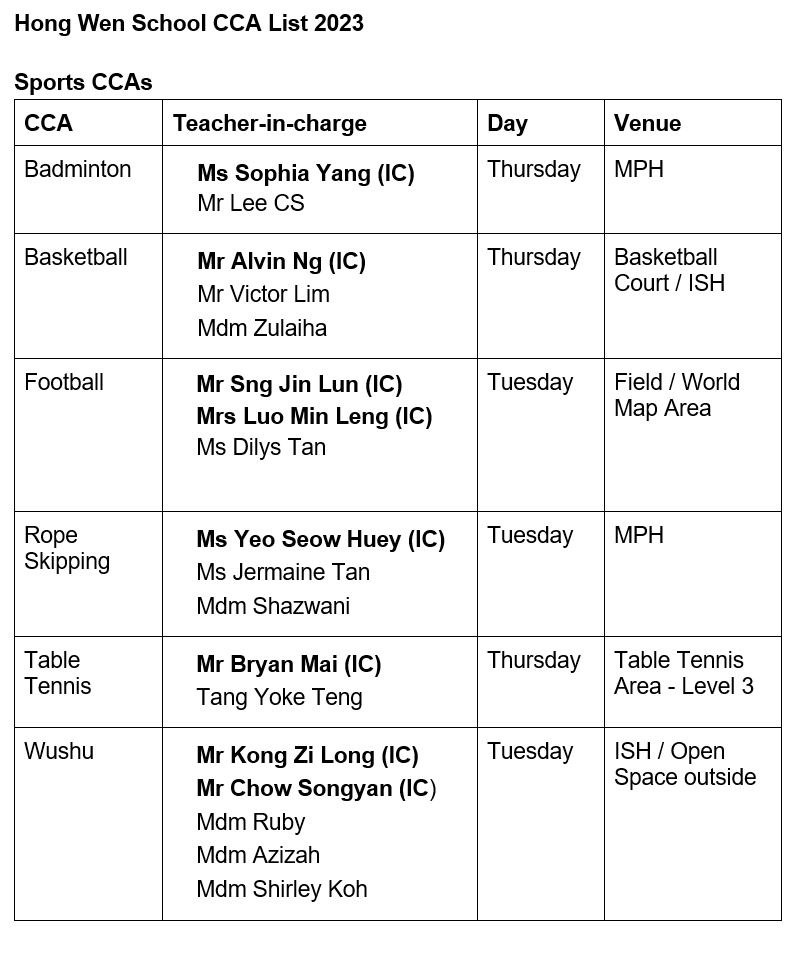 Hong Wen School CCA List 2023
Sports CCAs
CCA Teacher-in-charge Day Venue
Badminton Ms Sophia Yang (IC) Thursday MPH
Mr Lee CS
Basketball Mr Alvin Ng (IC) Thursday Basketball
Mr Victor Lim Court / ISH
Mdm Zulaiha
Football Mr Sng Jin Lun (IC) Tuesday Field / World
Mrs Luo Min Leng (IC) Map Area
Ms Dilys Tan
Rope Ms Yeo Seow Huey (IC) Tuesday MPH
Skipping Ms Jermaine Tan
Mdm Shazwani
Table Mr Bryan Mai (IC) Thursday Table Tennis
Tennis Tang Yoke Teng Area - Level 3
Wushu Mr Kong Zi Long (IC) Tuesday ISH / Open
Mr Chow Songyan (IC) Space outside
Mdm Ruby
Mdm Azizah
Mdm Shirley Koh